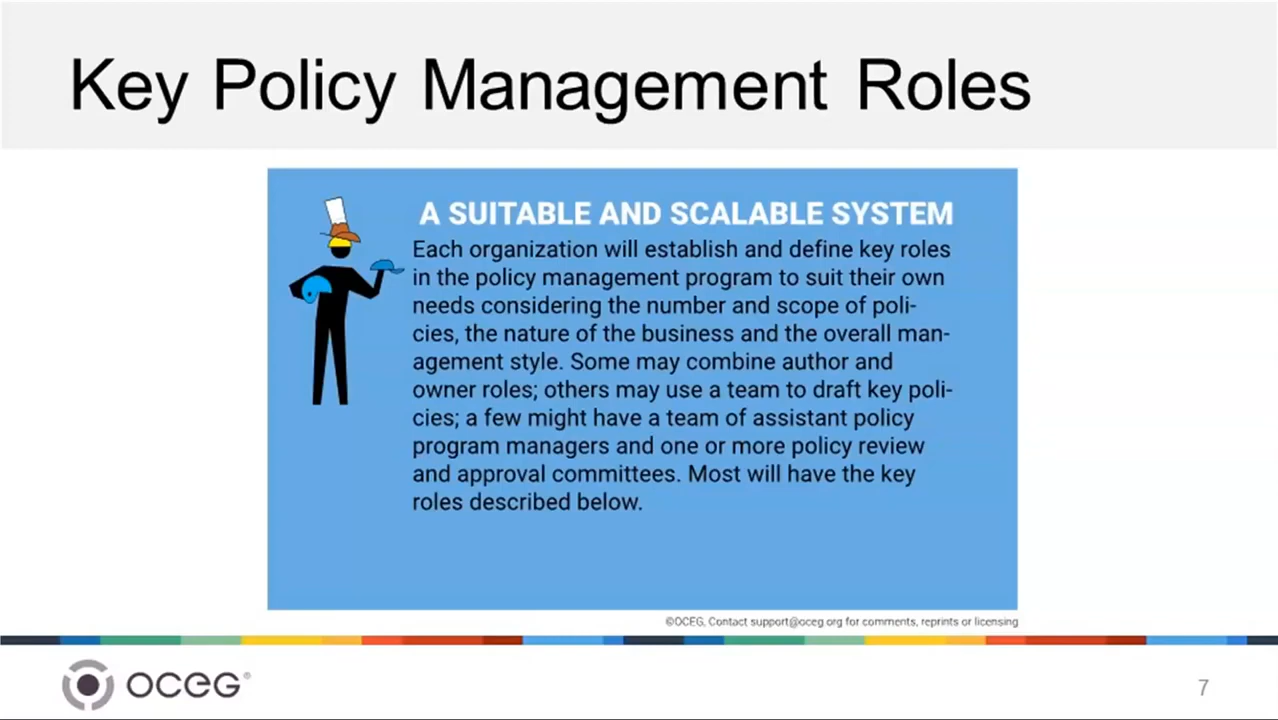 Key Policy Management Roles
A SUITABLE AND SCALABLE SYSTEM
Each organization will establish and define key roles
in the policy management program to suit their own
needs considering the number and scope of poli-
cies, the nature of the business and the overall man-
agement style. Some may combine author and
owner roles; others may use a team to draft key poli-
cies; a few might have a team of assistant policy
program managers and one or more policy review
and approval committees. Most will have the key
roles described below.
©OCEG, Contact support@oceg.org for comments, reprints or licensing
OCEG®
7